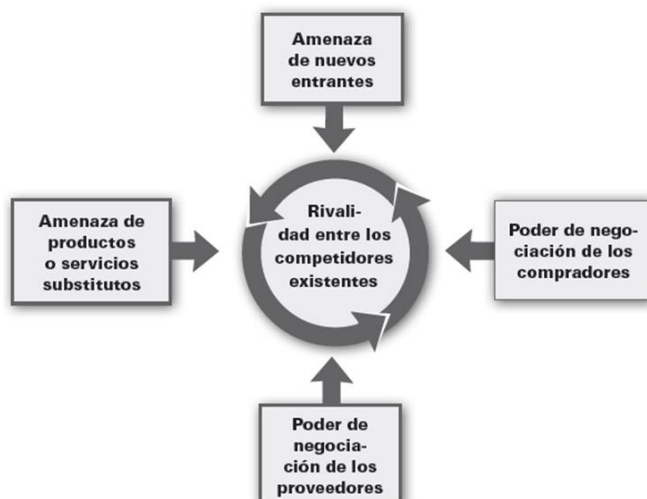 Amenaza
de nuevos
entrantes
Amenaza de
productos
o servicios
substitutos
Rivali-
dad entre los
competidores
existentes
Poder de nego-
ciación de los
compradores
Poder de
negocia-
ción de los
proveedores